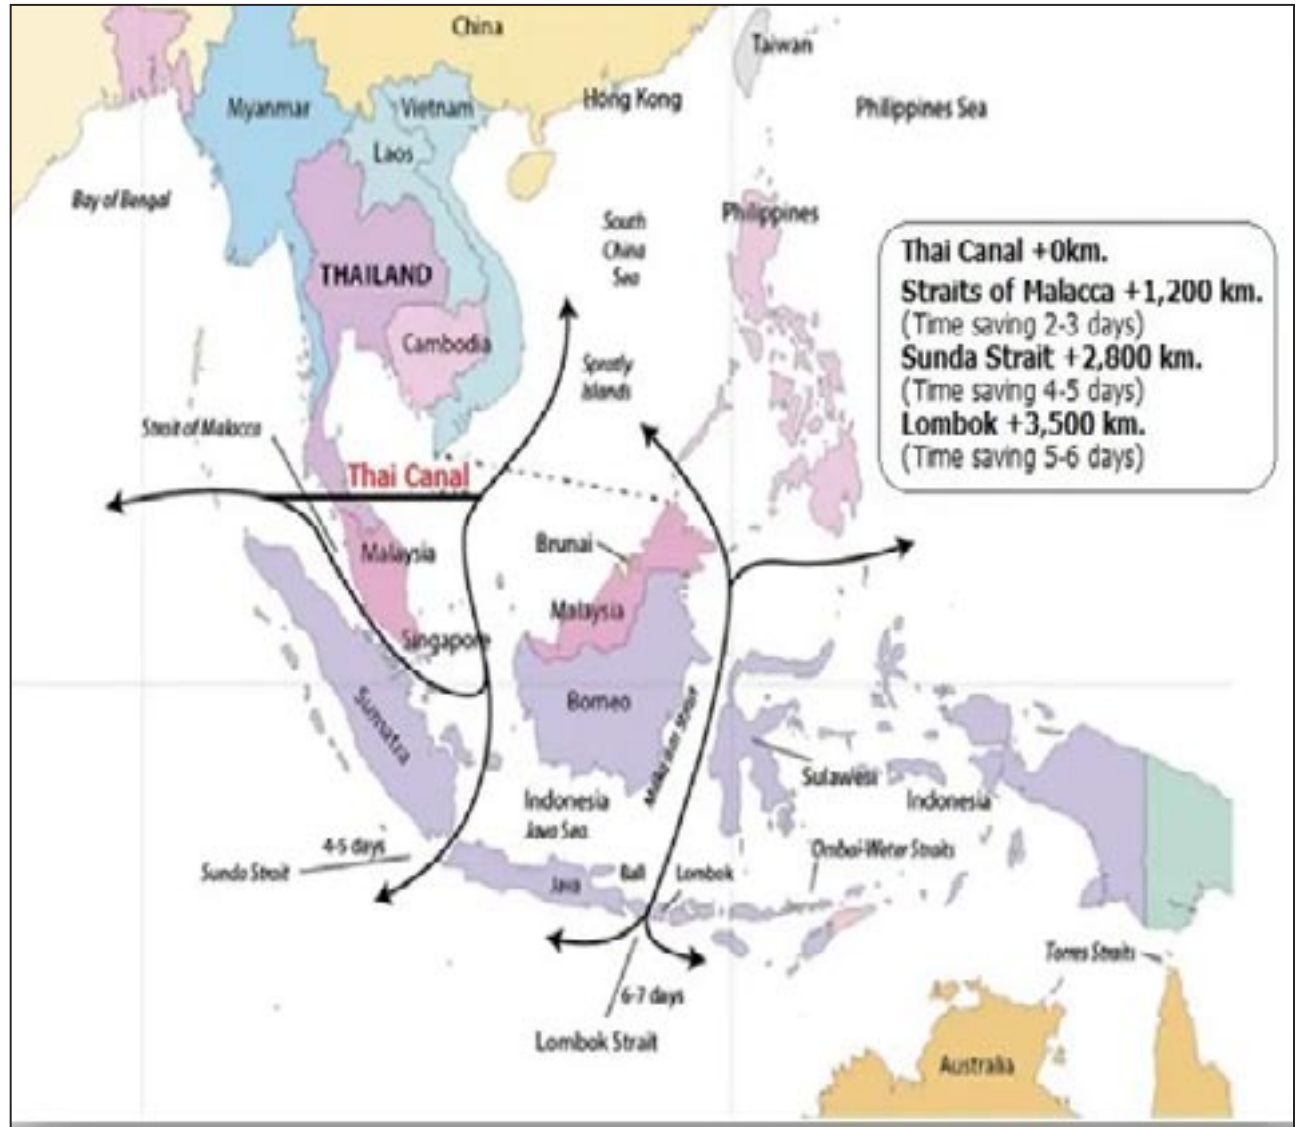 China
Taiwan
Hong Kong
Philippines Sea
Myanmar
Vietnam
Laos
Bay of Bengal
South
China
Sea
Philippines
THAILAND
Cambodia
Spratly
Islands
Thai Canal +0km.
Straits of Malacca +1,200 km.
(Time saving 2-3 days)
Sunda Strait +2,800 km.
(Time saving 4-5 days)
Lombok +3,500 km.
(Time saving 5-6 days)
Strait of Malacca
Thai Canal
Malaysia
Brunai
Malaysia
Singapore
Sumatra
Borneo
Sulawesi
Indonesia
Java Sea
Indonesia
4-5 days
Sunda Strait
Java
Bali
Lombok
Ombai-Weter Straits
6-7 days
Lombok Strait
Torres Straits
Australia